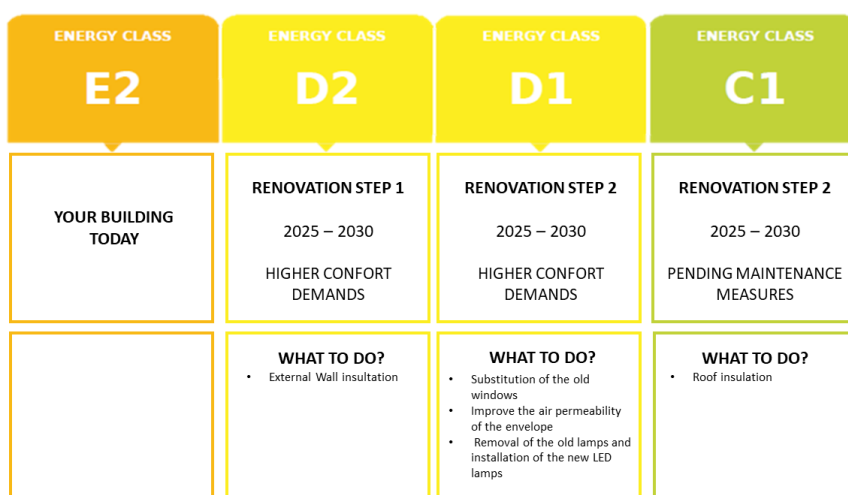 ENERGY CLASS
E2
ENERGY CLASS
D2
ENERGY CLASS
D1
ENERGY CLASS
C1
YOUR BUILDING
TODAY
RENOVATION STEP 1
2025 – 2030
HIGHER CONFORT
DEMANDS
RENOVATION STEP 2
2025 – 2030
HIGHER CONFORT
DEMANDS
RENOVATION STEP 2
2025 – 2030
PENDING MAINTENANCE
MEASURES
WHAT TO DO?
• External Wall insultation
WHAT TO DO?
• Substitution of the old
windows
• Improve the air permeability
of the envelope
• Removal of the old lamps and
installation of the new LED
lamps
WHAT TO DO?
• Roof insulation